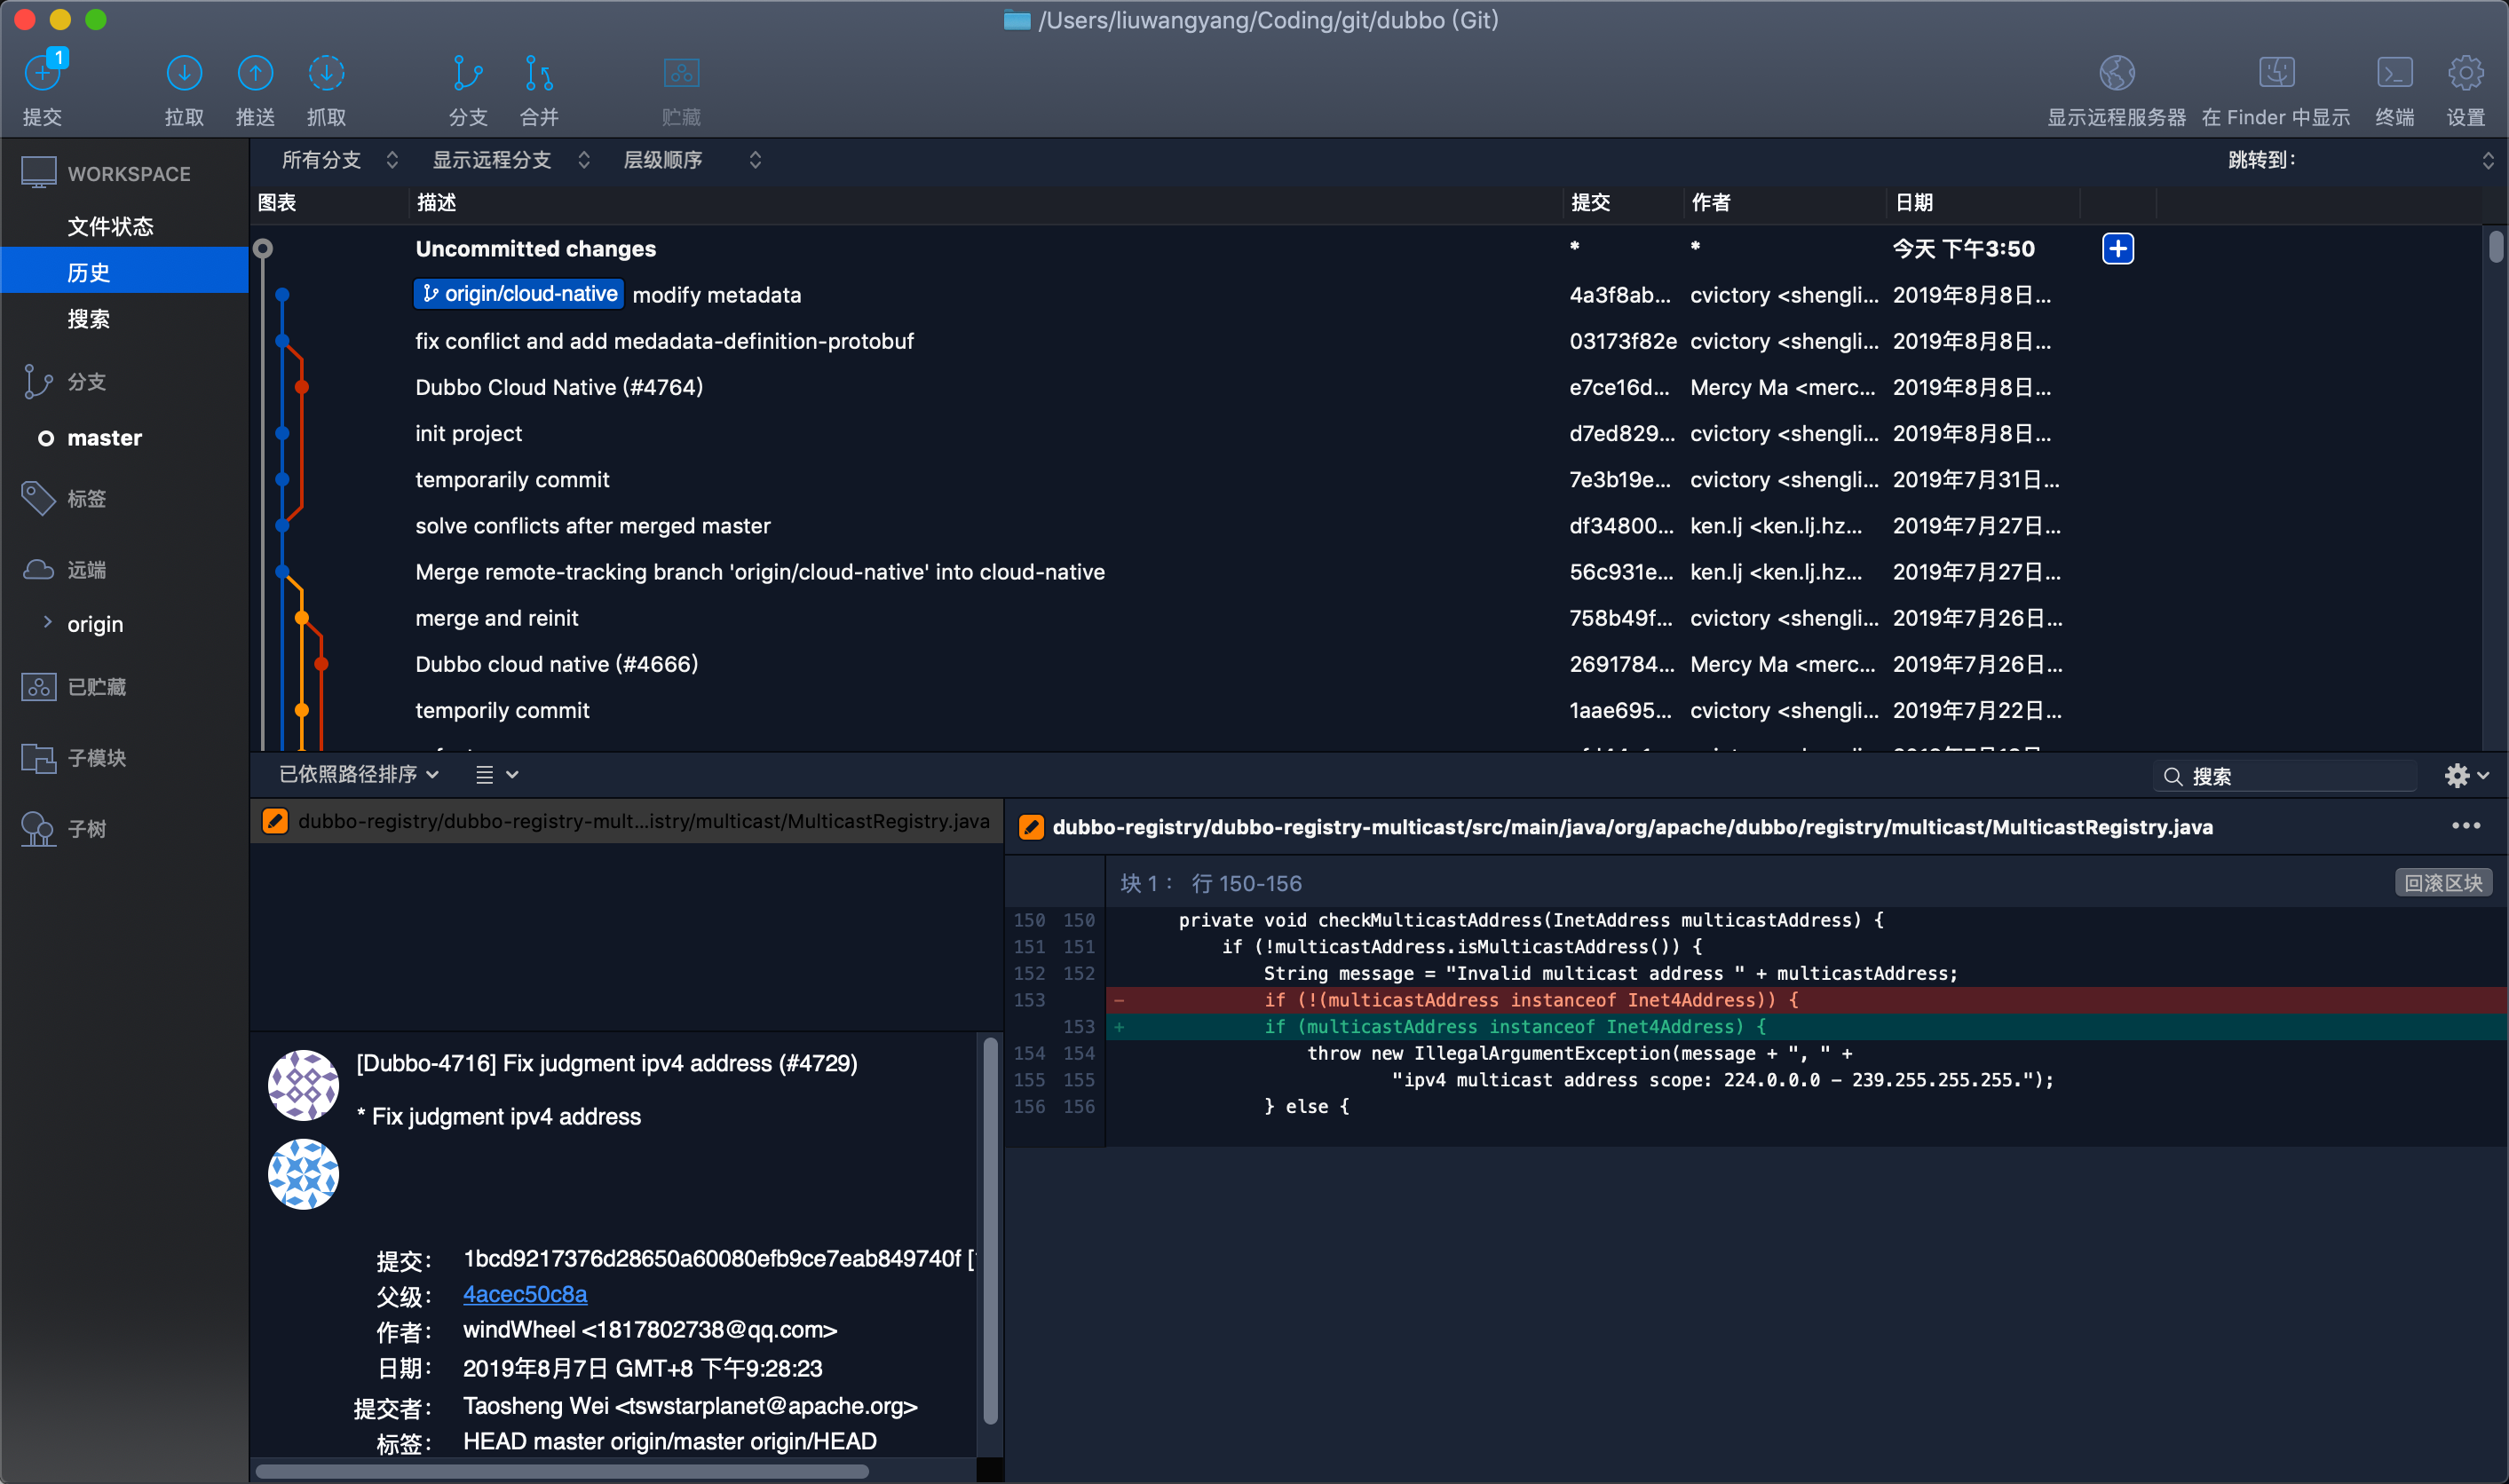 /Users/liuwangyang/Coding/git/dubbo (Git)
1
提交
拉取
推送
抓取
分支
合并
贮藏
显示远程服务器
在 Finder 中显示
终端
设置
WORKSPACE
文件状态
历史
搜索
分支
master
标签
远端
origin
已贮藏
子模块
子树
所有分支
显示远程分支
层级顺序
跳转到：
图表 描述 提交 作者 日期
Uncommitted changes * * 今天 下午3:50
origin/cloud-native modify metadata 4a3f8ab... cvictory <shengli... 2019年8月8日...
fix conflict and add medadata-definition-protobuf 03173f82e cvictory <shengli... 2019年8月8日...
Dubbo Cloud Native (#4764) e7ce16d... Mercy Ma <merc... 2019年8月8日...
init project d7ed829... cvictory <shengli... 2019年8月8日...
temporarily commit 7e3b19e... cvictory <shengli... 2019年7月31日...
solve conflicts after merged master df34800... ken.lj <ken.lj.hz... 2019年7月27日...
Merge remote-tracking branch 'origin/cloud-native' into cloud-native 56c931e... ken.lj <ken.lj.hz... 2019年7月27日...
merge and reinit 758b49f... cvictory <shengli... 2019年7月26日...
Dubbo cloud native (#4666) 2691784... Mercy Ma <merc... 2019年7月26日...
temporily commit 1aae695... cvictory <shengli... 2019年7月22日...
已依照路径排序
搜索
dubbo-registry/dubbo-registry-mult...istry/multicast/MulticastRegistry.java
[Dubbo-4716] Fix judgment ipv4 address (#4729)
* Fix judgment ipv4 address
提交： 1bcd9217376d28650a60080efb9ce7eab849740f [
父级： 4acec50c8a
作者： windWheel <1817802738@qq.com>
日期： 2019年8月7日 GMT+8 下午9:28:23
提交者： Taosheng Wei <tswstarplanet@apache.org>
标签： HEAD master origin/master origin/HEAD
dubbo-registry/dubbo-registry-multicast/src/main/java/org/apache/dubbo/registry/multicast/MulticastRegistry.java
块 1： 行 150-156
回滚区块
150 150 private void checkMulticastAddress(InetAddress multicastAddress) {
151 151 if (!multicastAddress.isMulticastAddress()) {
152 152 String message = "Invalid multicast address " + multicastAddress;
153 - if (!(multicastAddress instanceof Inet4Address)) {
153 + if (multicastAddress instanceof Inet4Address) {
154 154 throw new IllegalArgumentException(message + ", " +
155 155 "ipv4 multicast address scope: 224.0.0.0 - 239.255.255.255.");
156 156 } else {